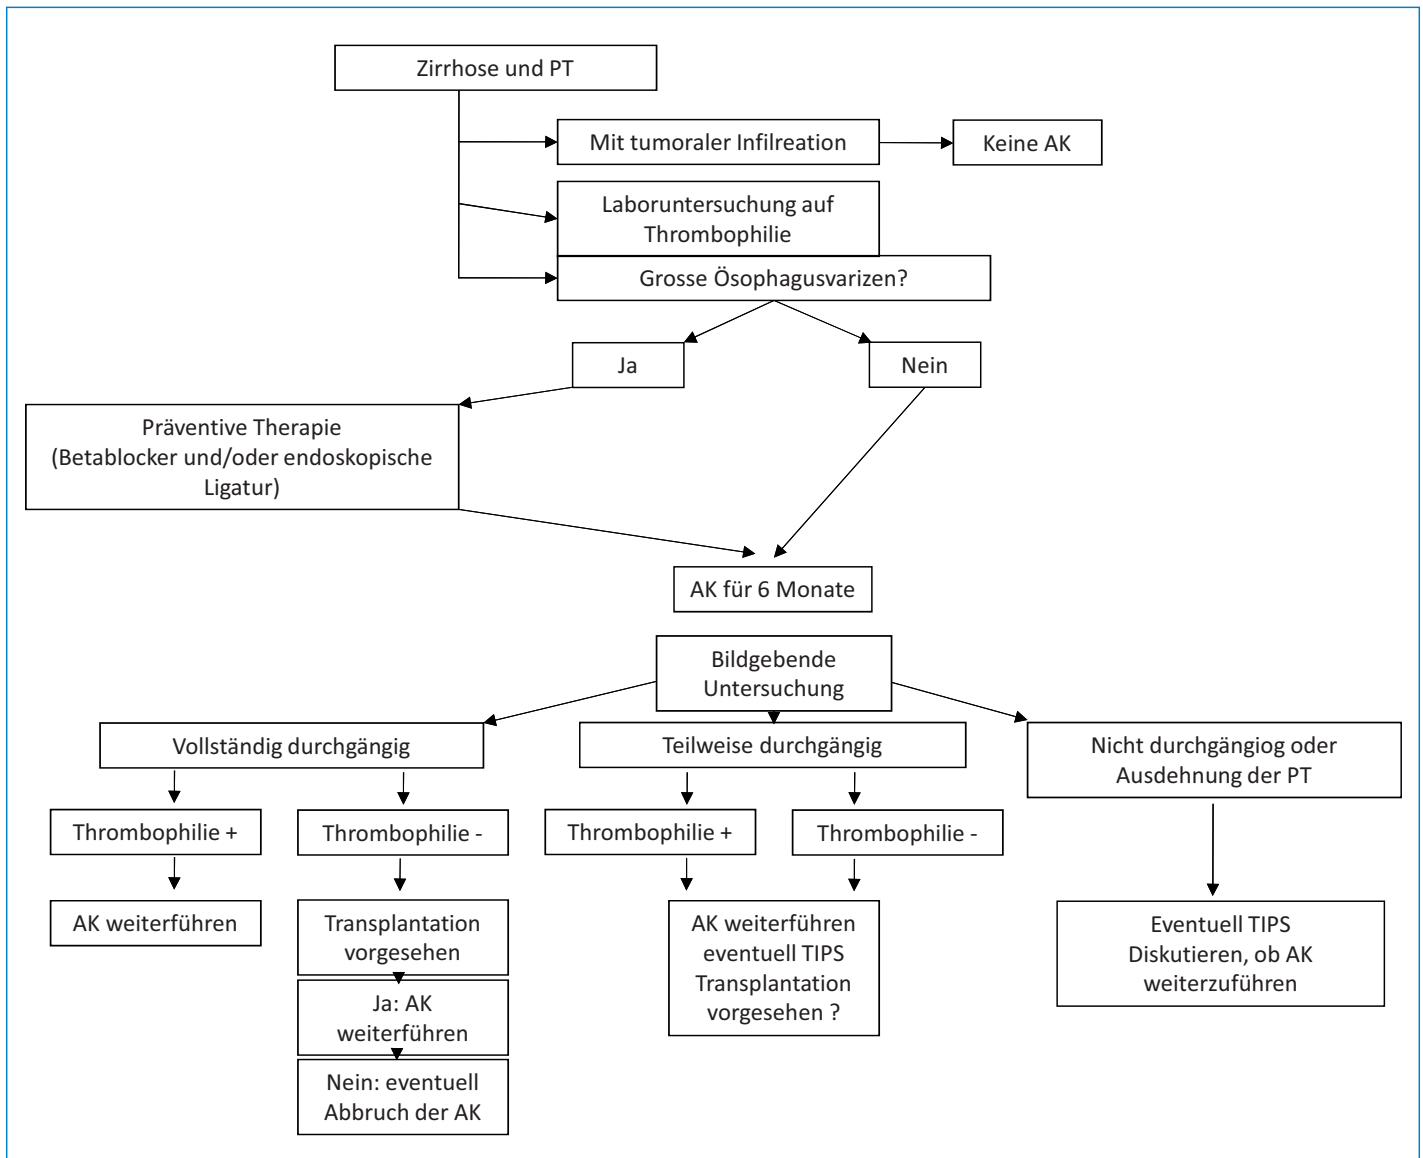 Zirrhose und PT
Mit tumoraler Infilreation
Keine AK
Laboruntersuchung auf
Thrombophilie
Grosse Ösophagusvarizen?
Ja
Nein
Präventive Therapie
(Betablocker und/oder endoskopische
Ligatur)
AK für 6 Monate
Bildgebende
Untersuchung
Vollständig durchgängig
Teilweise durchgängig
Nicht durchgängiog oder
Ausdehnung der PT
Thrombophilie +
Thrombophilie -
Thrombophilie +
Thrombophilie -
AK weiterführen
Transplantation
vorgesehen
Ja: AK
weiterführen
Nein: eventuell
Abbruch der AK
AK weiterführen
eventuell TIPS
Transplantation
vorgesehen ?
Eventuell TIPS
Diskutieren, ob AK
weiterzuführen